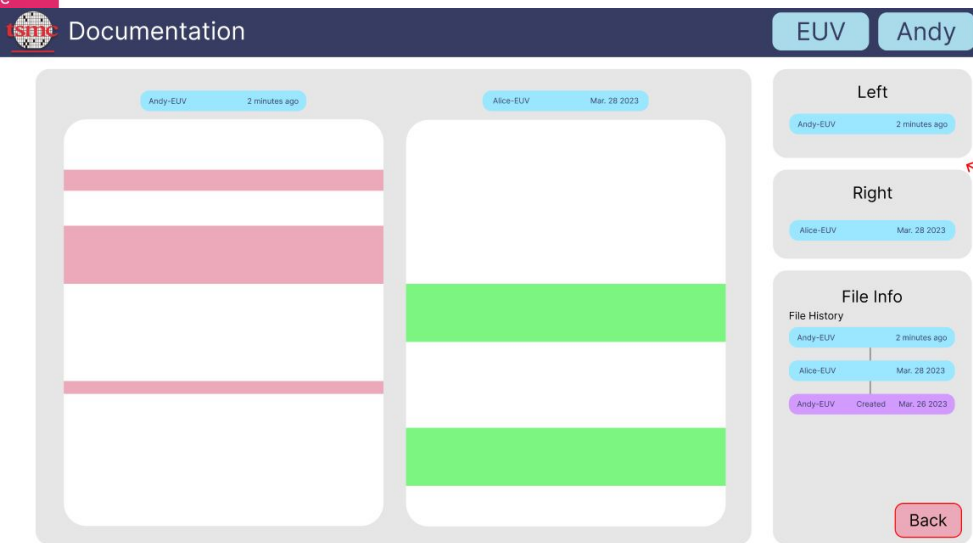 tsmc Documentation EUV Andy
Andy-EUV 2 minutes ago
Alice-EUV Mar. 28 2023
Left
Andy-EUV 2 minutes ago
Right
Alice-EUV Mar. 28 2023
File Info
File History
Andy-EUV 2 minutes ago
Alice-EUV Mar. 28 2023
Andy-EUV Created Mar. 26 2023
Back